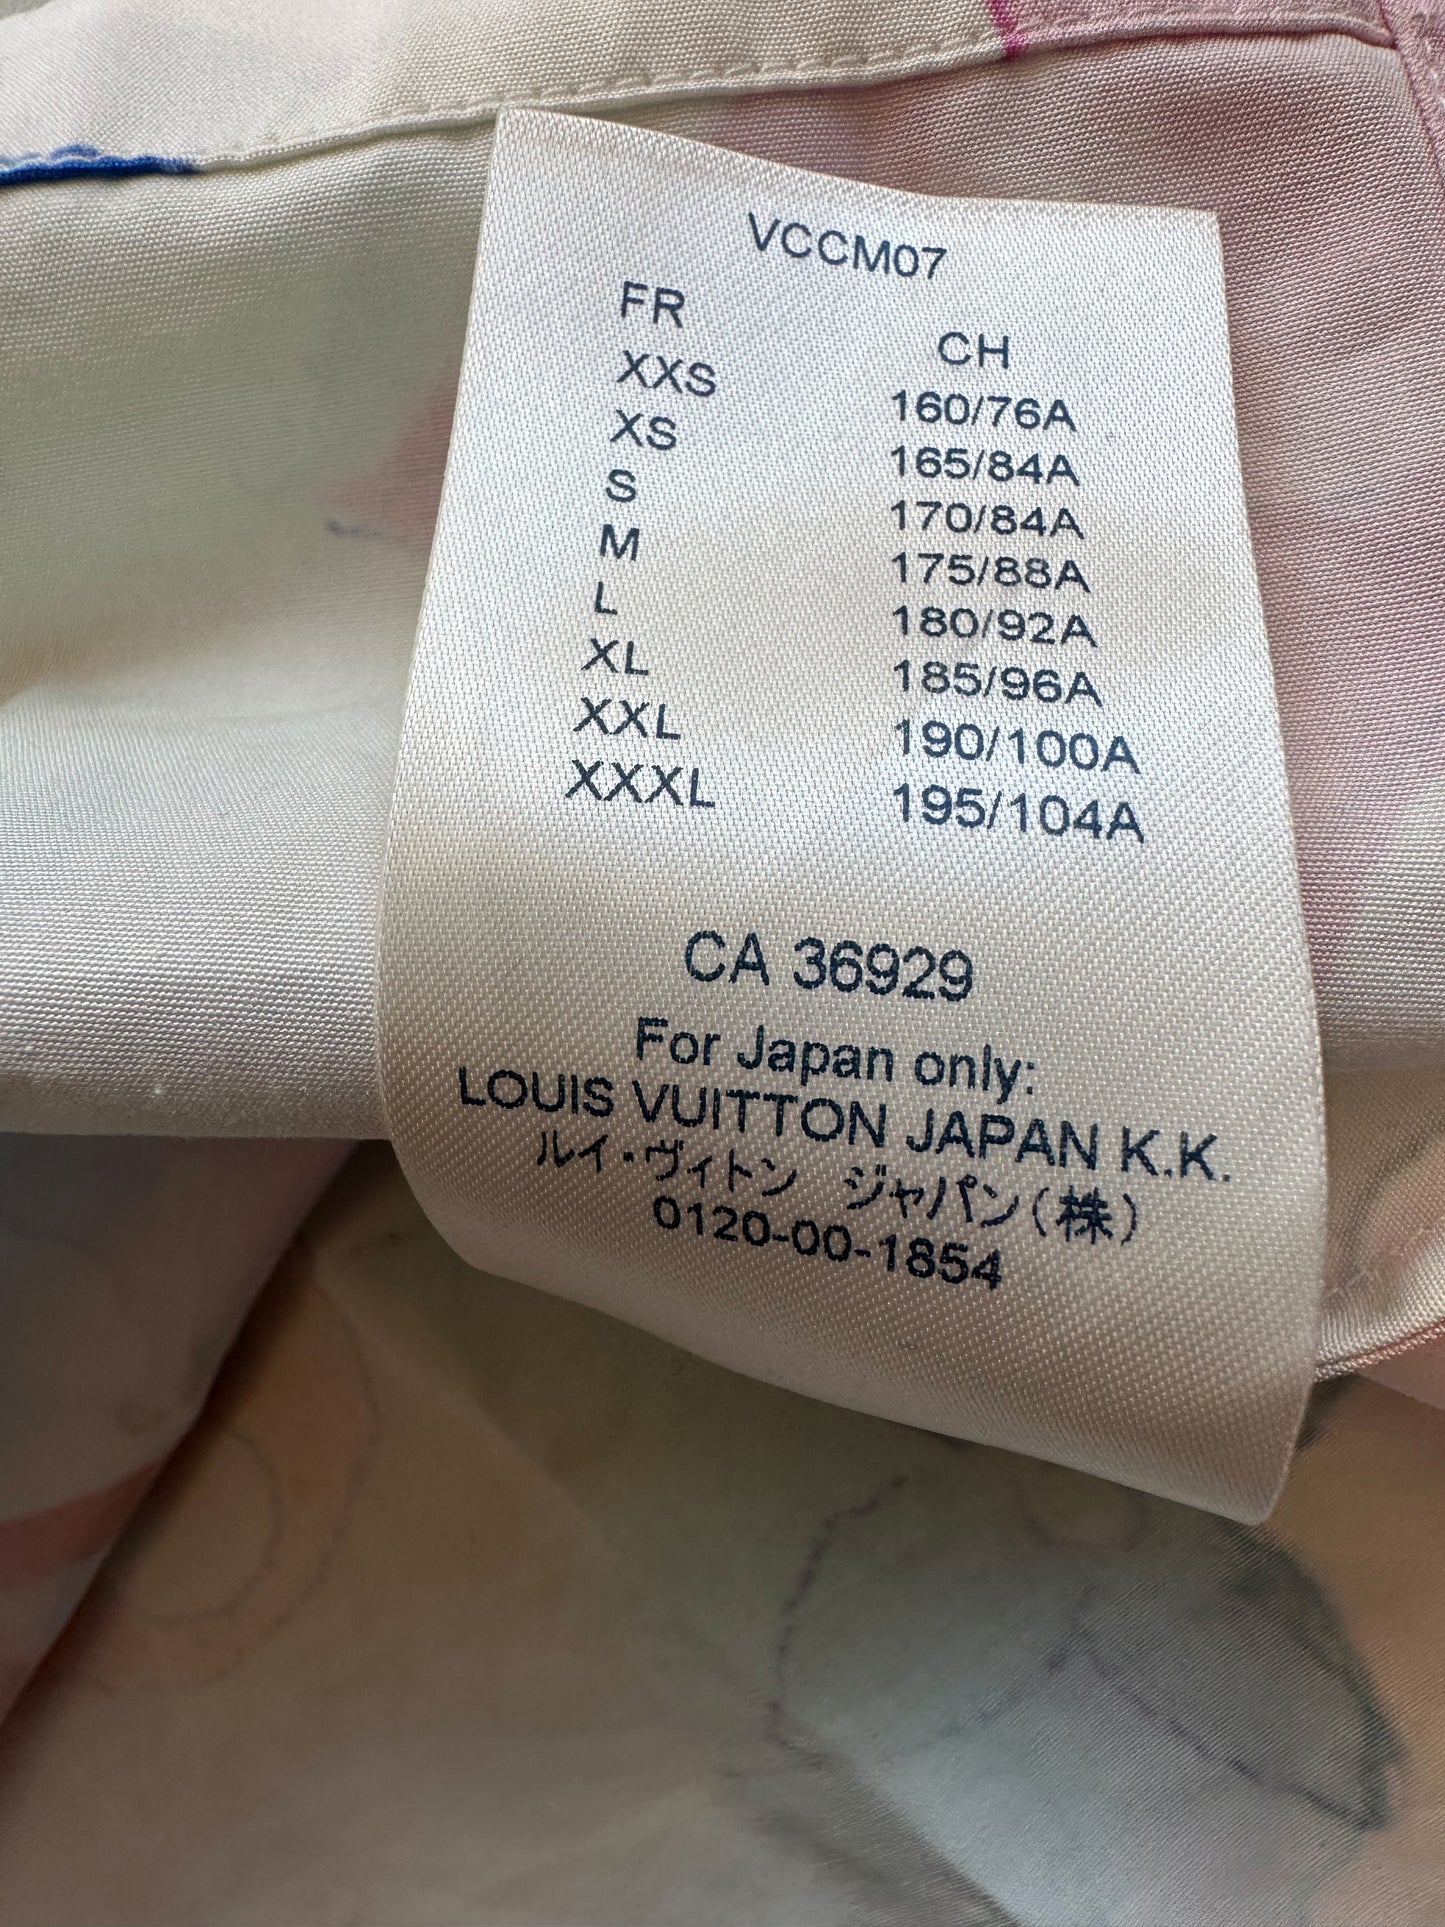 VCCM07
FR CH
XXS 160/76A
XS 165/84A
S 170/84A
M 175/88A
L 180/92A
XL 185/96A
XXL 190/100A
XXXL 195/104A
CA 36929
For Japan only:
LOUIS VUITTON JAPAN K.K.
ルイ・ヴィトン ジャパン(株)
0120-00-1854